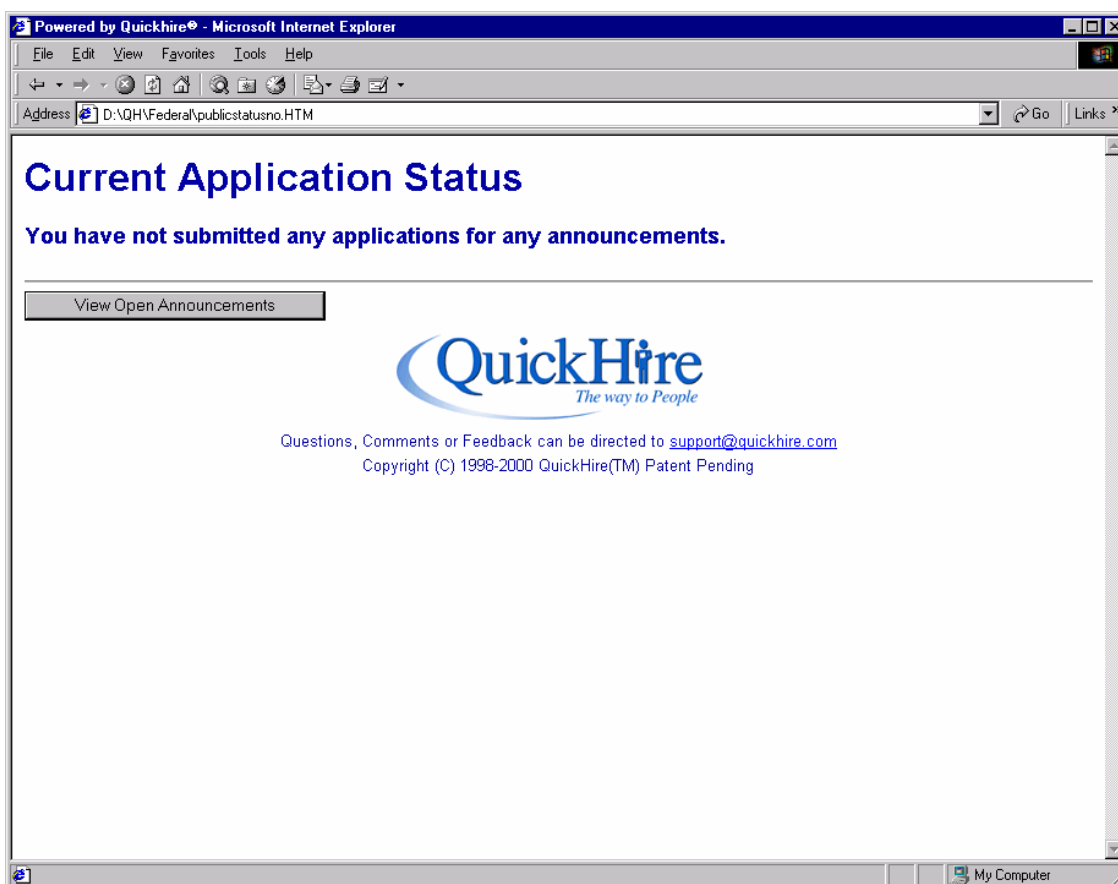 Powered by Quickhire® - Microsoft Internet Explorer
File Edit View Favorites Tools Help
Address D:\QH\Federal\publicstatusno.HTM Go Links »
Current Application Status
You have not submitted any applications for any announcements.
View Open Announcements
QuickHire
The way to People
Questions, Comments or Feedback can be directed to support@quickhire.com
Copyright (C) 1998-2000 QuickHire(TM) Patent Pending
My Computer